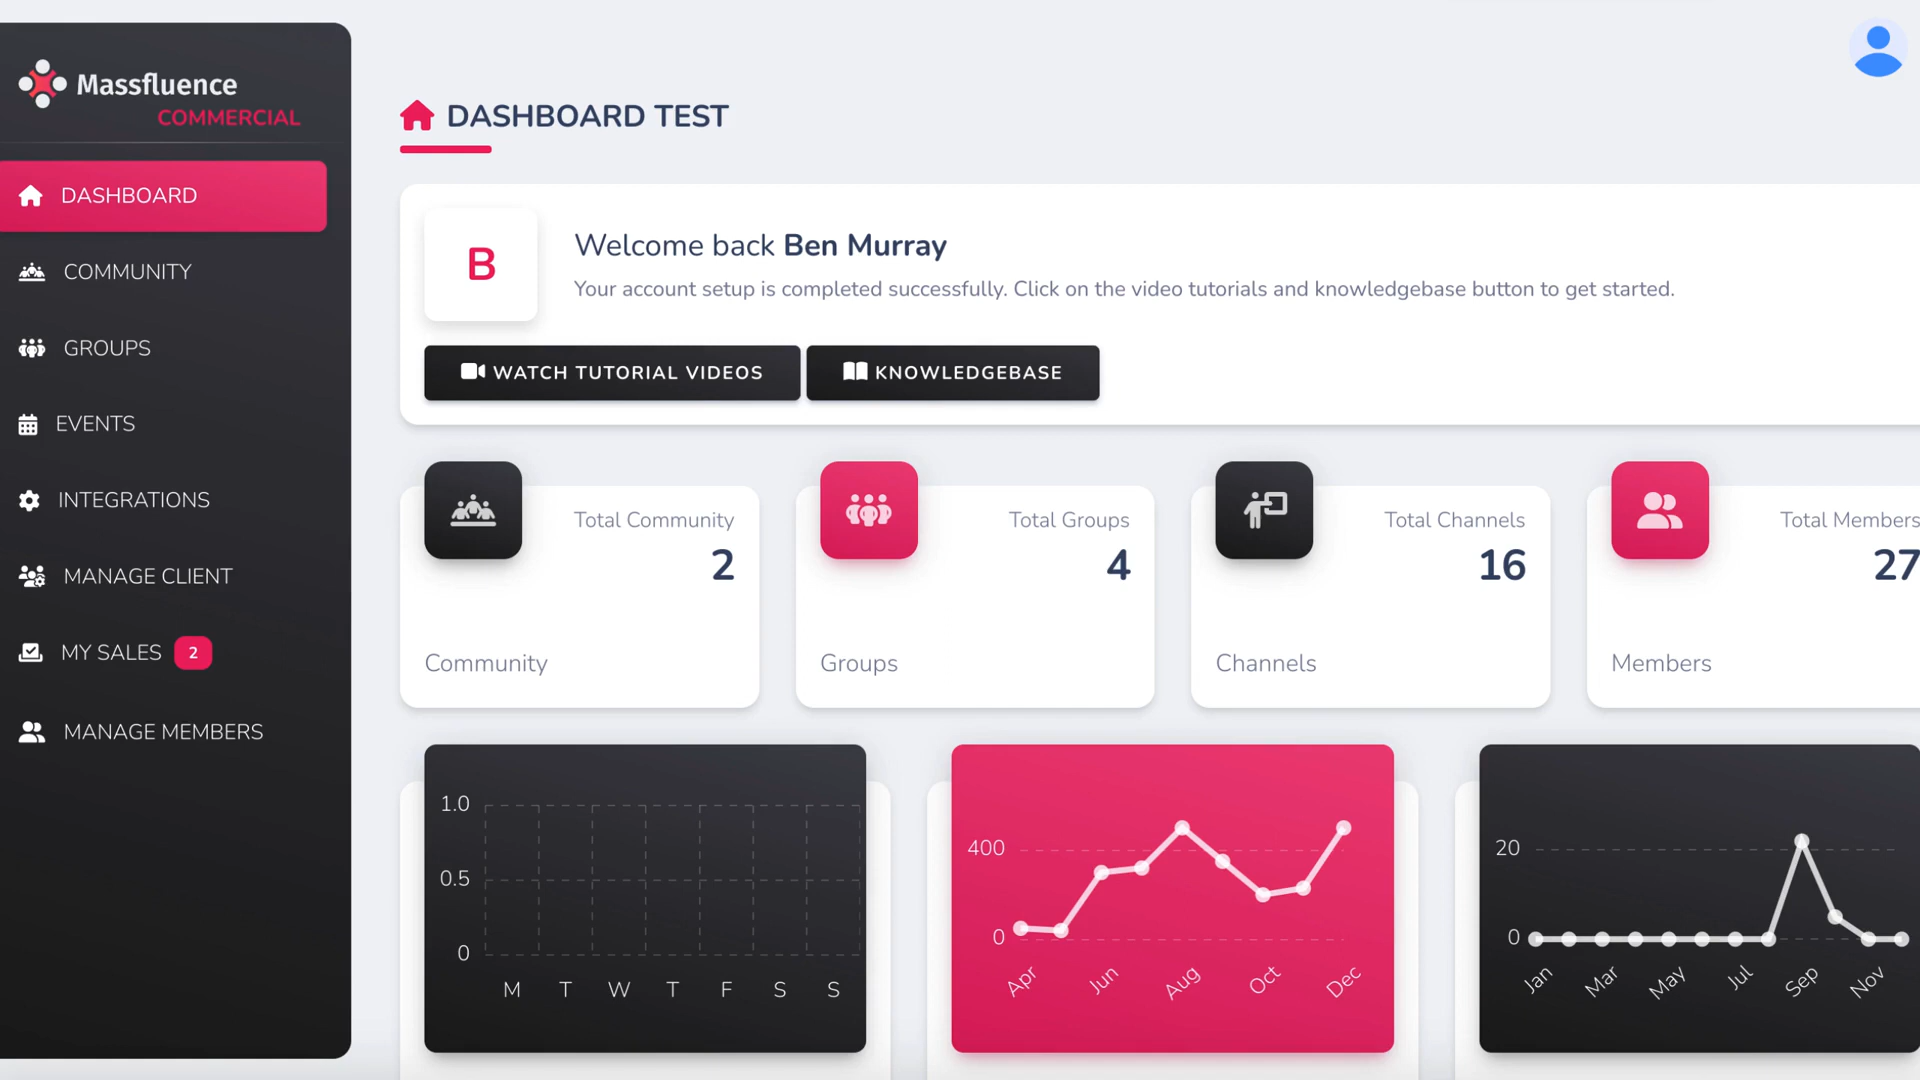 Massfluence
COMMERCIAL
DASHBOARD
COMMUNITY
GROUPS
EVENTS
INTEGRATIONS
MANAGE CLIENT
MY SALES 2
MANAGE MEMBERS
DASHBOARD TEST
B
Welcome back Ben Murray
Your account setup is completed successfully. Click on the video tutorials and knowledgebase button to get started.
WATCH TUTORIAL VIDEOS
KNOWLEDGEBASE
Total Community
2
Community
Total Groups
4
Groups
Total Channels
16
Channels
Total Members
27
Members
1.0
0.5
0
M T W T F S S
400
0
Apr Jun Aug Oct Dec
20
0
Jan Mar May Jul Sep Nov